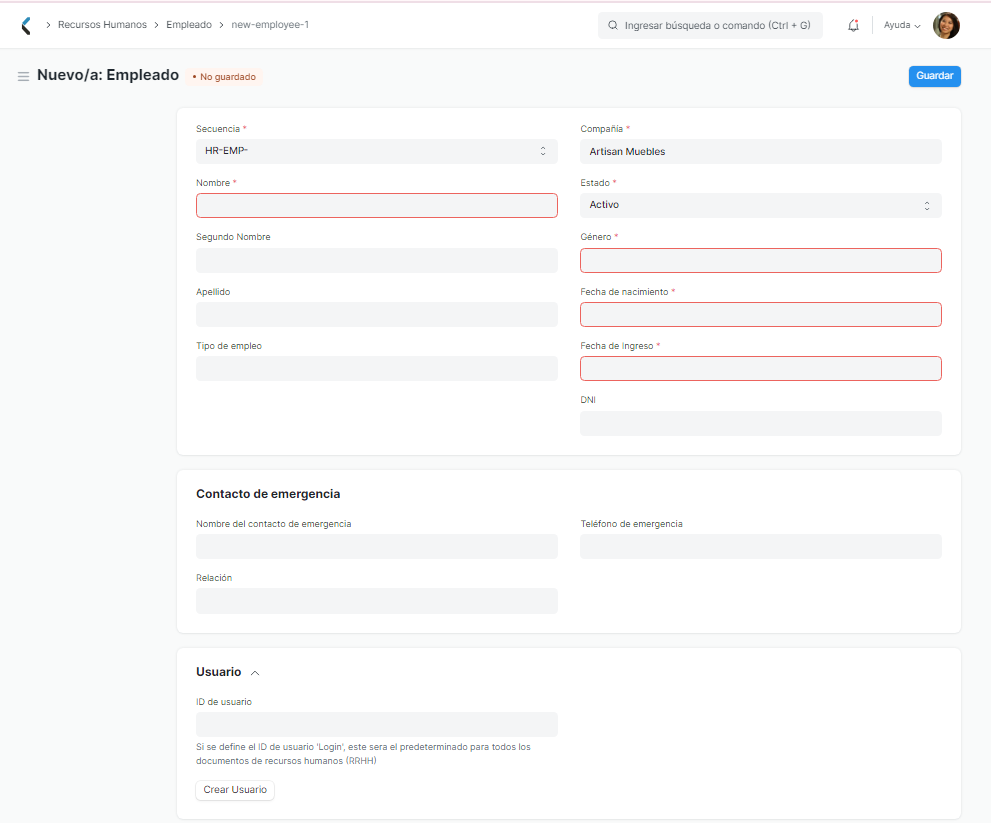 Recursos Humanos > Empleado > new-employee-1
Ingresar búsqueda o comando (Ctrl + G)
Ayuda
Nuevo/a: Empleado
• No guardado
Guardar
Secuencia *
HR-EMP-
Nombre *
Segundo Nombre
Apellido
Tipo de empleo
Compañía *
Artisan Muebles
Estado *
Activo
Género *
Fecha de nacimiento *
Fecha de Ingreso *
DNI
Contacto de emergencia
Nombre del contacto de emergencia
Teléfono de emergencia
Relación
Usuario
ID de usuario
Si se define el ID de usuario 'Login', este sera el predeterminado para todos los
documentos de recursos humanos (RRHH)
Crear Usuario